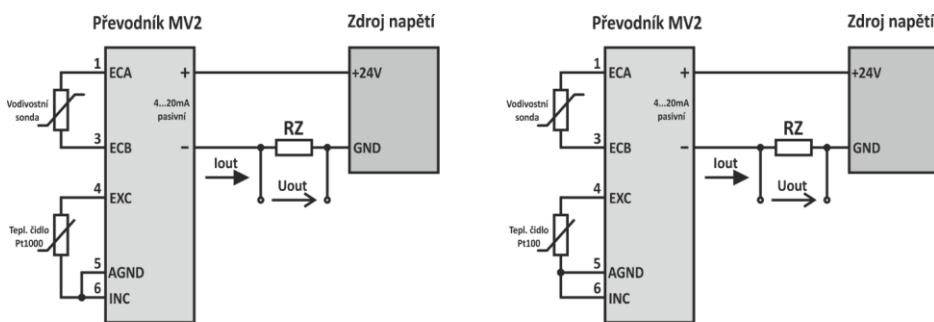 Převodník MV2
Zdroj napětí
1
ECA
+
+24V
Vodivostní
sonda
4...20mA
pasivní
RZ
3
ECB
−
GND
Iout
4
EXC
Uout
Tepl. čidlo
Pt1000
5
AGND
6
INC
Převodník MV2
Zdroj napětí
1
ECA
+
+24V
Vodivostní
sonda
4...20mA
pasivní
RZ
3
ECB
−
GND
Iout
4
EXC
Uout
Tepl. čidlo
Pt100
5
AGND
6
INC